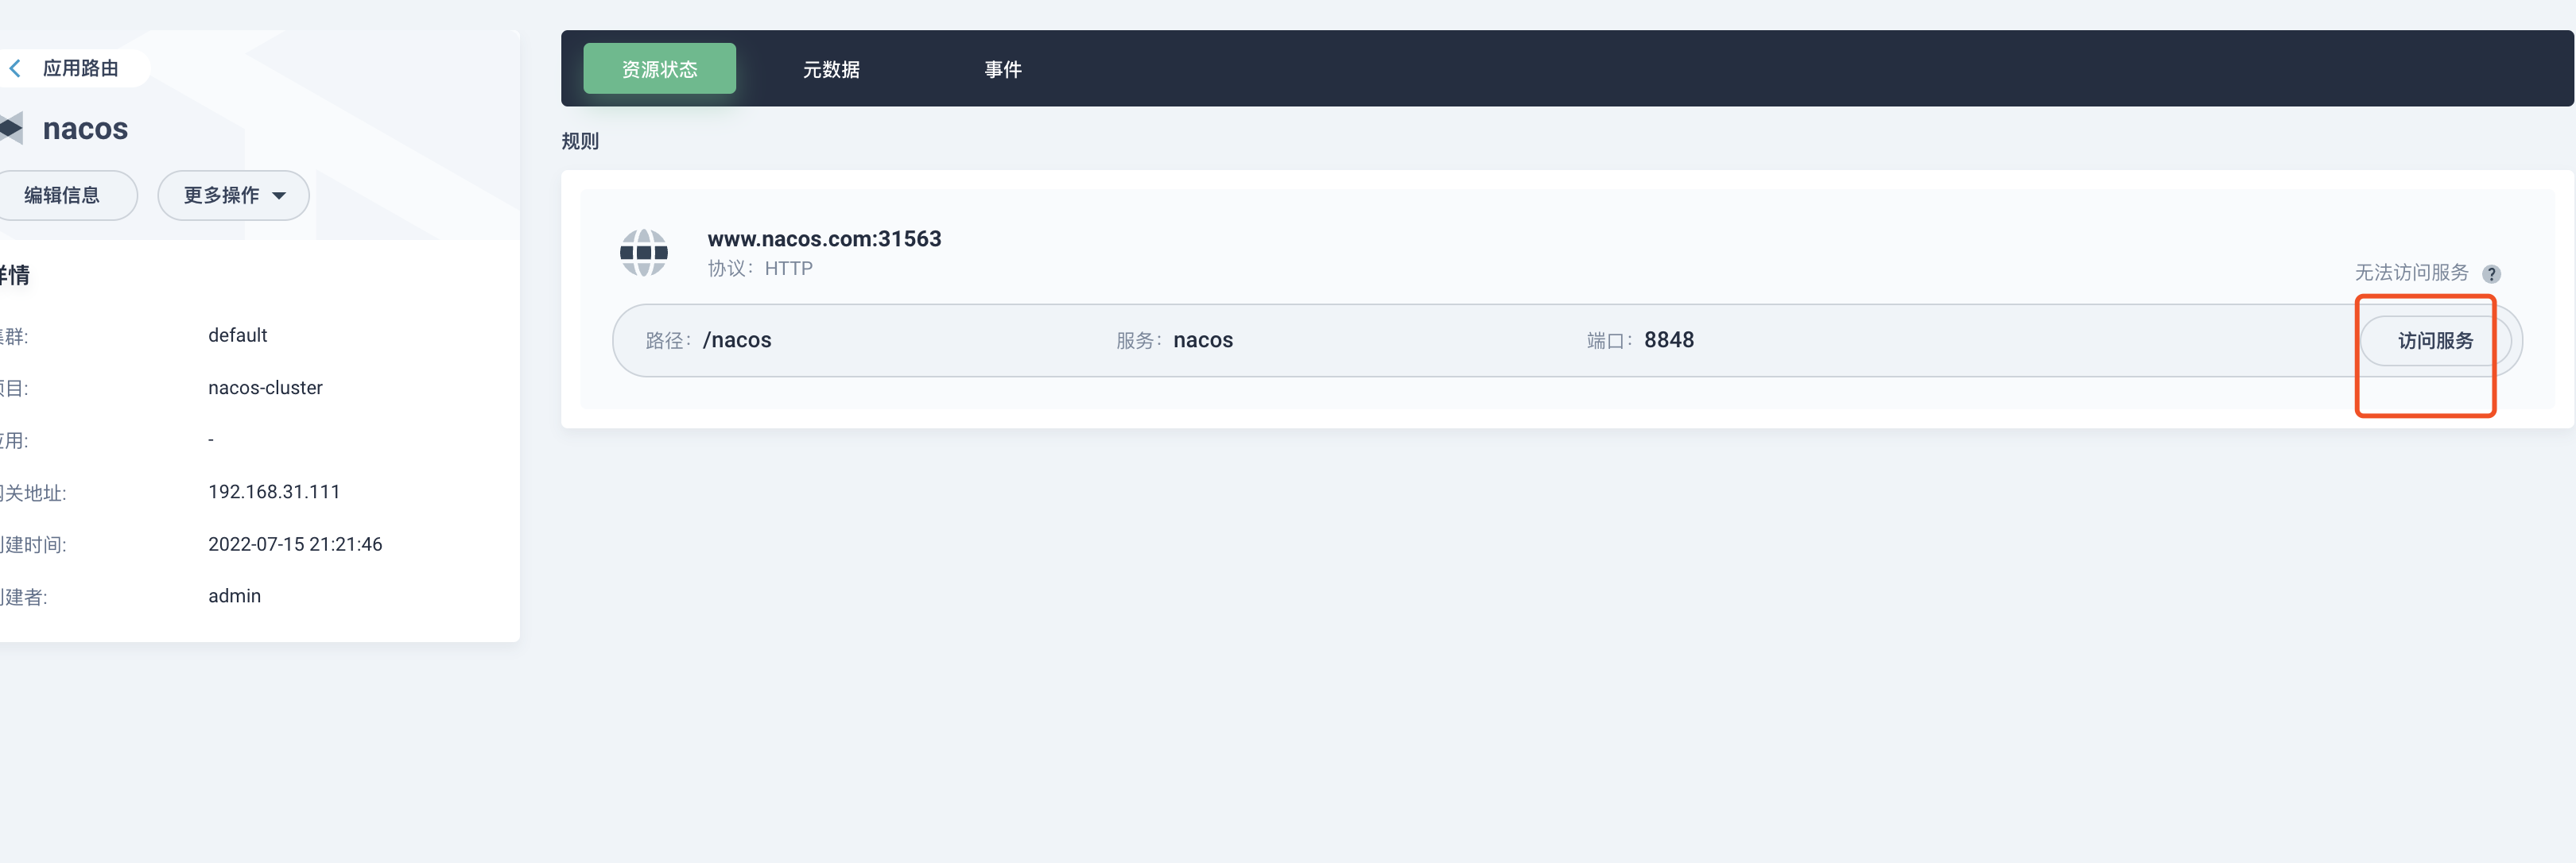 应用路由
nacos
编辑信息
更多操作
详情
集群:
default
项目:
nacos-cluster
应用:
-
网关地址:
192.168.31.111
创建时间:
2022-07-15 21:21:46
创建者:
admin
资源状态
元数据
事件
规则
www.nacos.com:31563
协议：HTTP
无法访问服务 ?
路径：/nacos
服务：nacos
端口：8848
访问服务